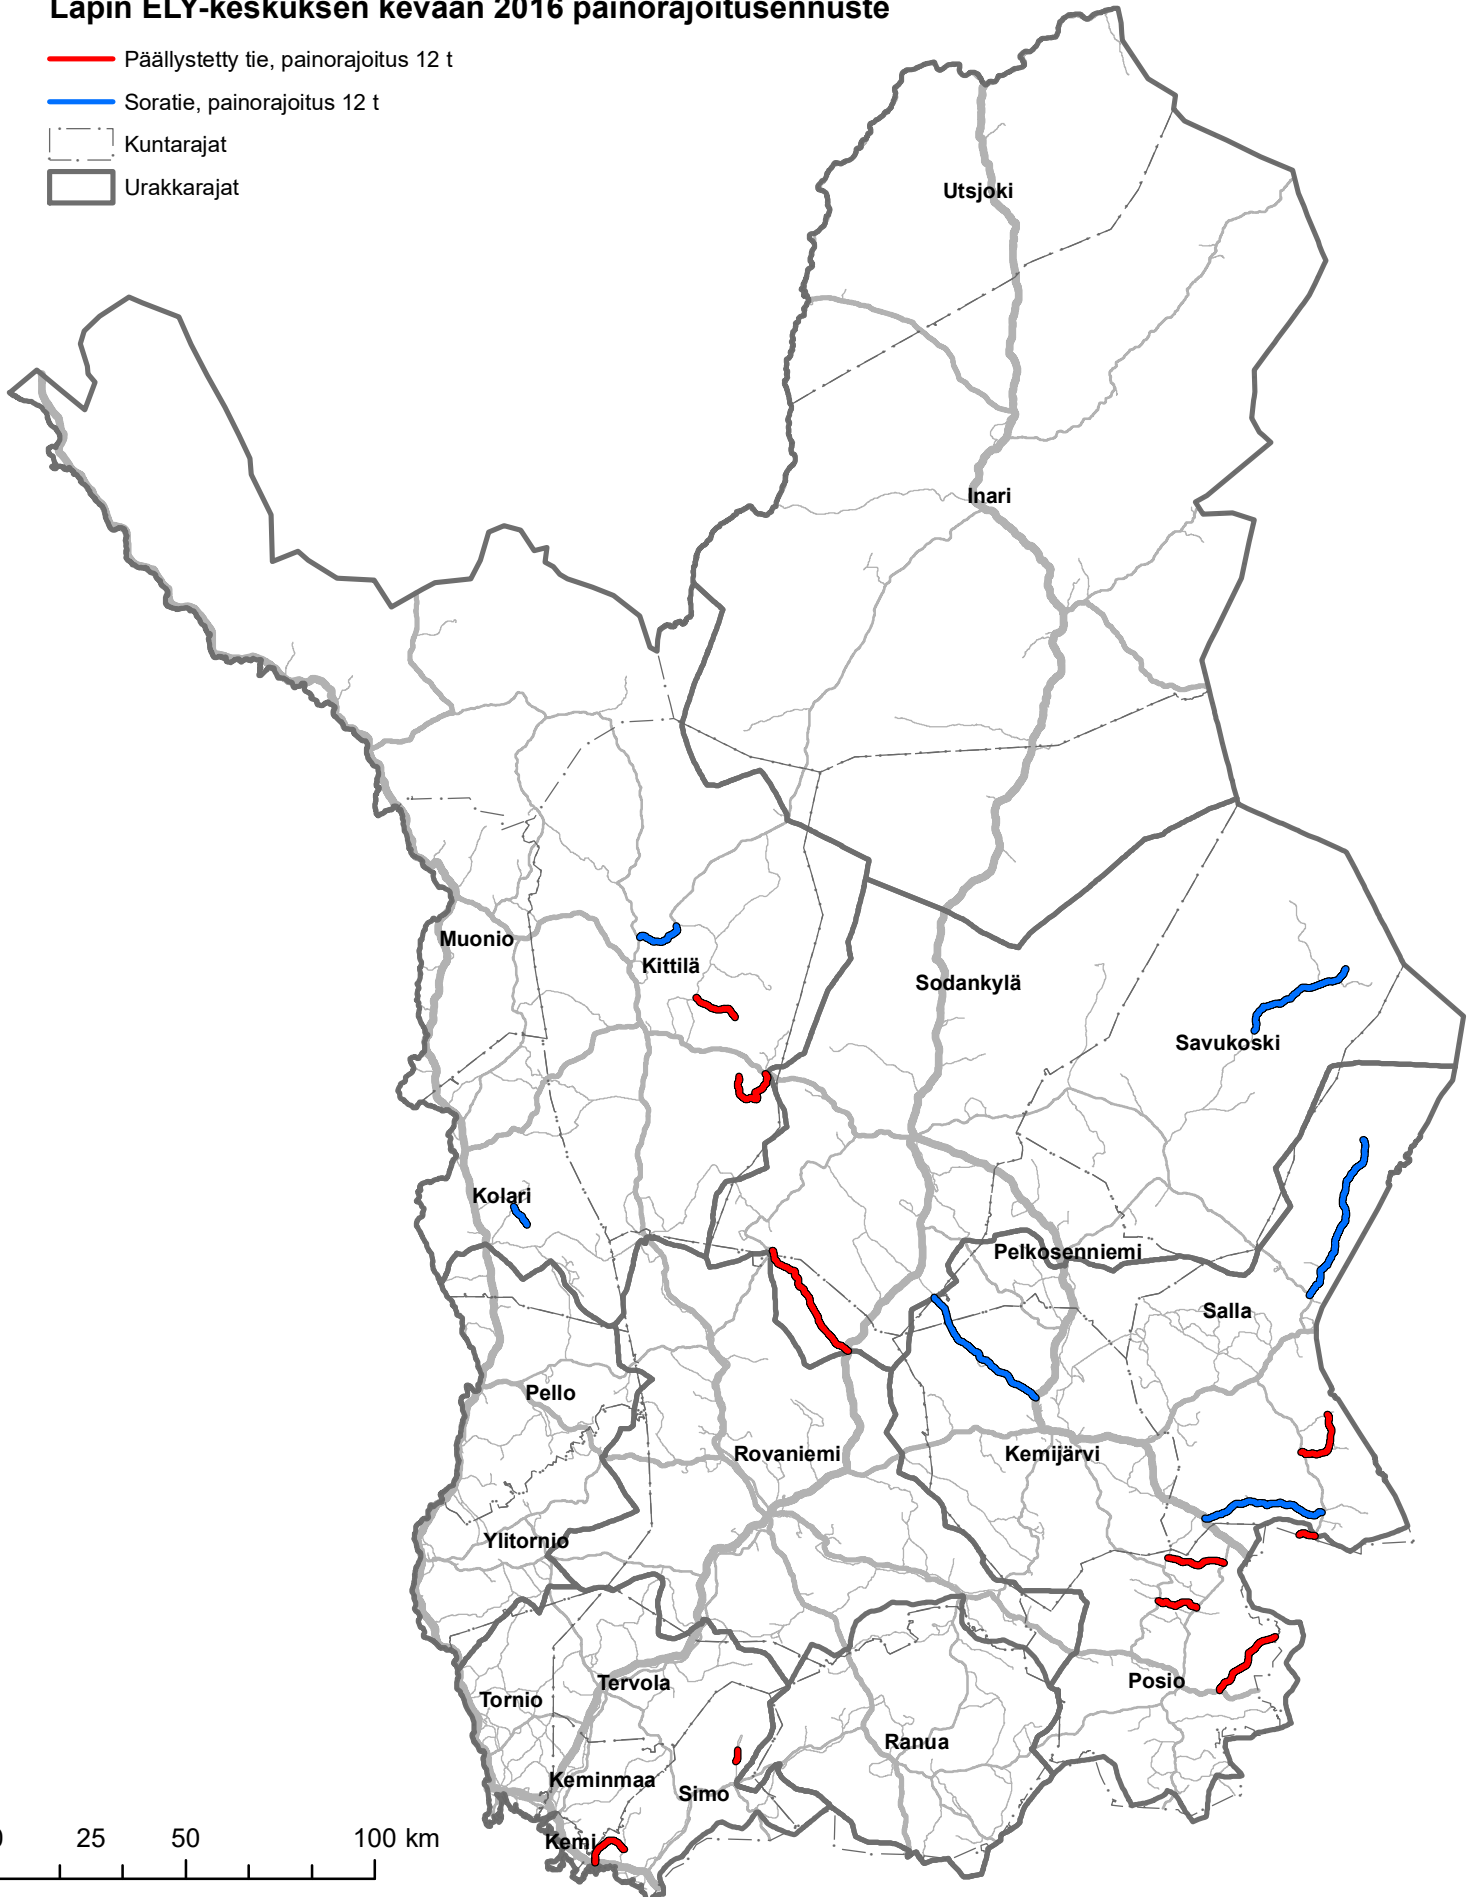 Lapin ELY-keskuksen kevään 2016 painorajoitusennuste
Päällystetty tie, painorajoitus 12 t
Soratie, painorajoitus 12 t
Kuntarajat
Urakkarajat
Utsjoki
Inari
Muonio
Kittilä
Sodankylä
Savukoski
Kolari
Pelkosenniemi
Salla
Pello
Rovaniemi
Kemijärvi
Ylitornio
Tervola
Tornio
Posio
Ranua
Keminmaa
Simo
Kemi
0 25 50 100 km